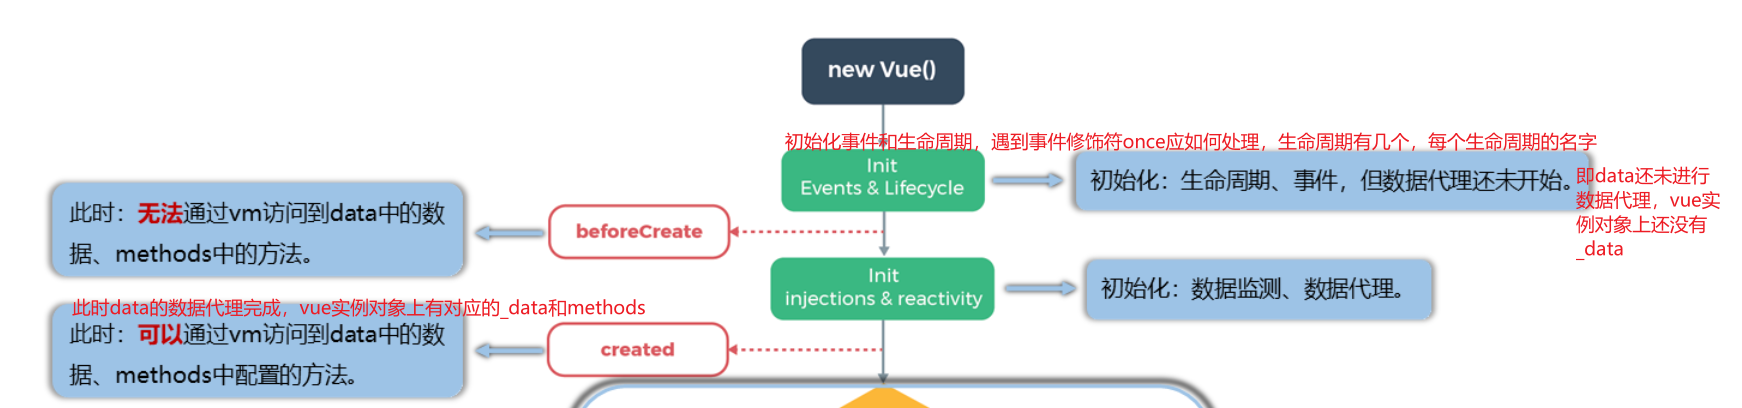 new Vue()
初始化事件和生命周期，遇到事件修饰符once应如何处理，生命周期有几个，每个生命周期的名字
Init
Events & Lifecycle
初始化：生命周期、事件，但数据代理还未开始。
即data还未进行
数据代理，vue实
例对象上还没有
_data
此时：无法通过vm访问到data中的数
据、methods中的方法。
beforeCreate
Init
injections & reactivity
初始化：数据监测、数据代理。
此时data的数据代理完成，vue实例对象上有对应的_data和methods
此时：可以通过vm访问到data中的数
据、methods中配置的方法。
created